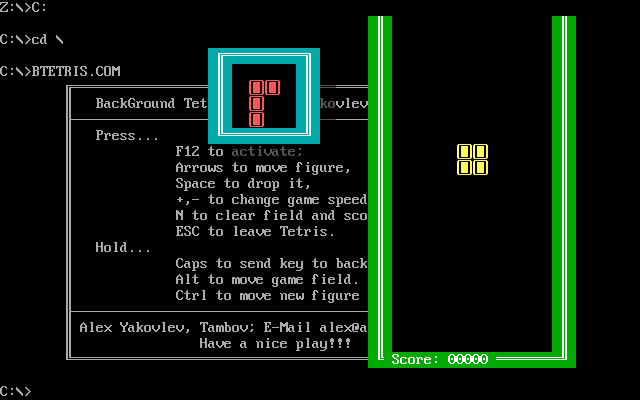 Z:\>C:
C:\>cd \
C:\>BTETRIS.COM
BackGround Tet kovlev
Press...
F12 to activate;
Arrows to move figure,
Space to drop it,
+,- to change game speed
N to clear field and sco
ESC to leave Tetris.
Hold...
Caps to send key to back
Alt to move game field.
Ctrl to move new figure
Alex Yakovlev, Tambov; E-Mail alex@a
Have a nice play!!!
Score: 00000
C:\>